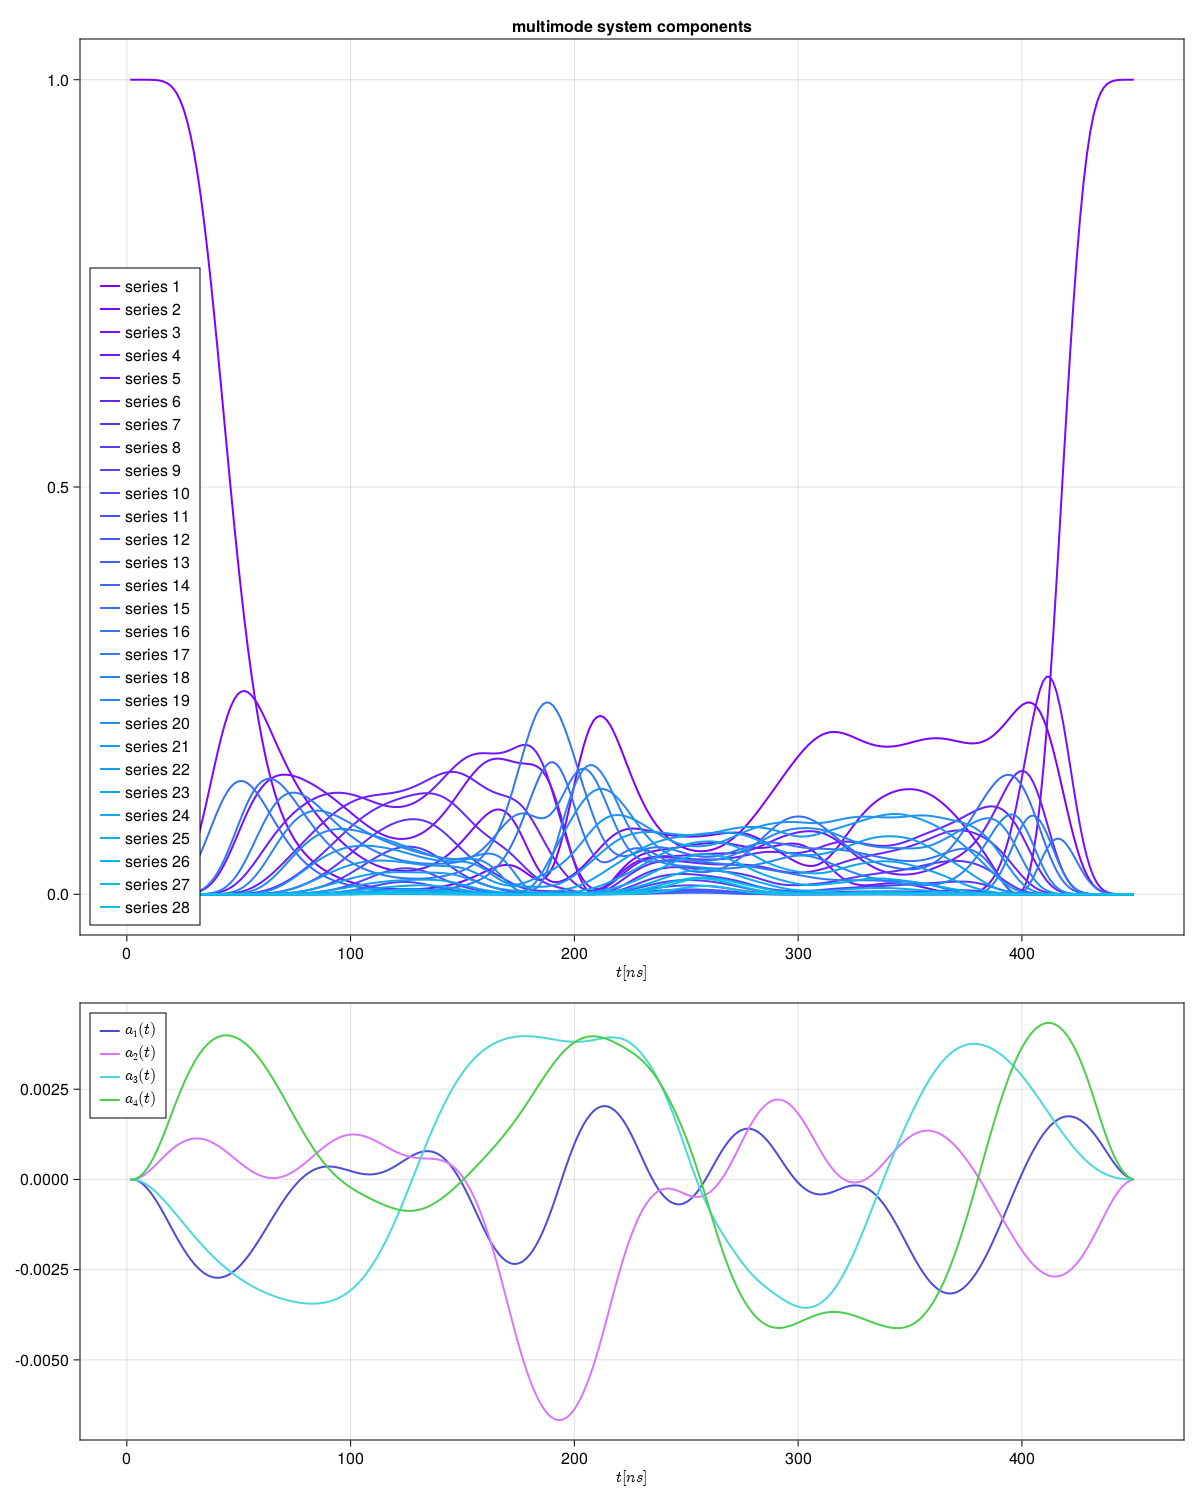 multimode system components
1.0
0.5
0.0
series 1
series 2
series 3
series 4
series 5
series 6
series 7
series 8
series 9
series 10
series 11
series 12
series 13
series 14
series 15
series 16
series 17
series 18
series 19
series 20
series 21
series 22
series 23
series 24
series 25
series 26
series 27
series 28
0 100 200 300 400
t[ns]
a₁(t)
a₂(t)
a₃(t)
a₄(t)
0.0025
0.0000
-0.0025
-0.0050
0 100 200 300 400
t[ns]